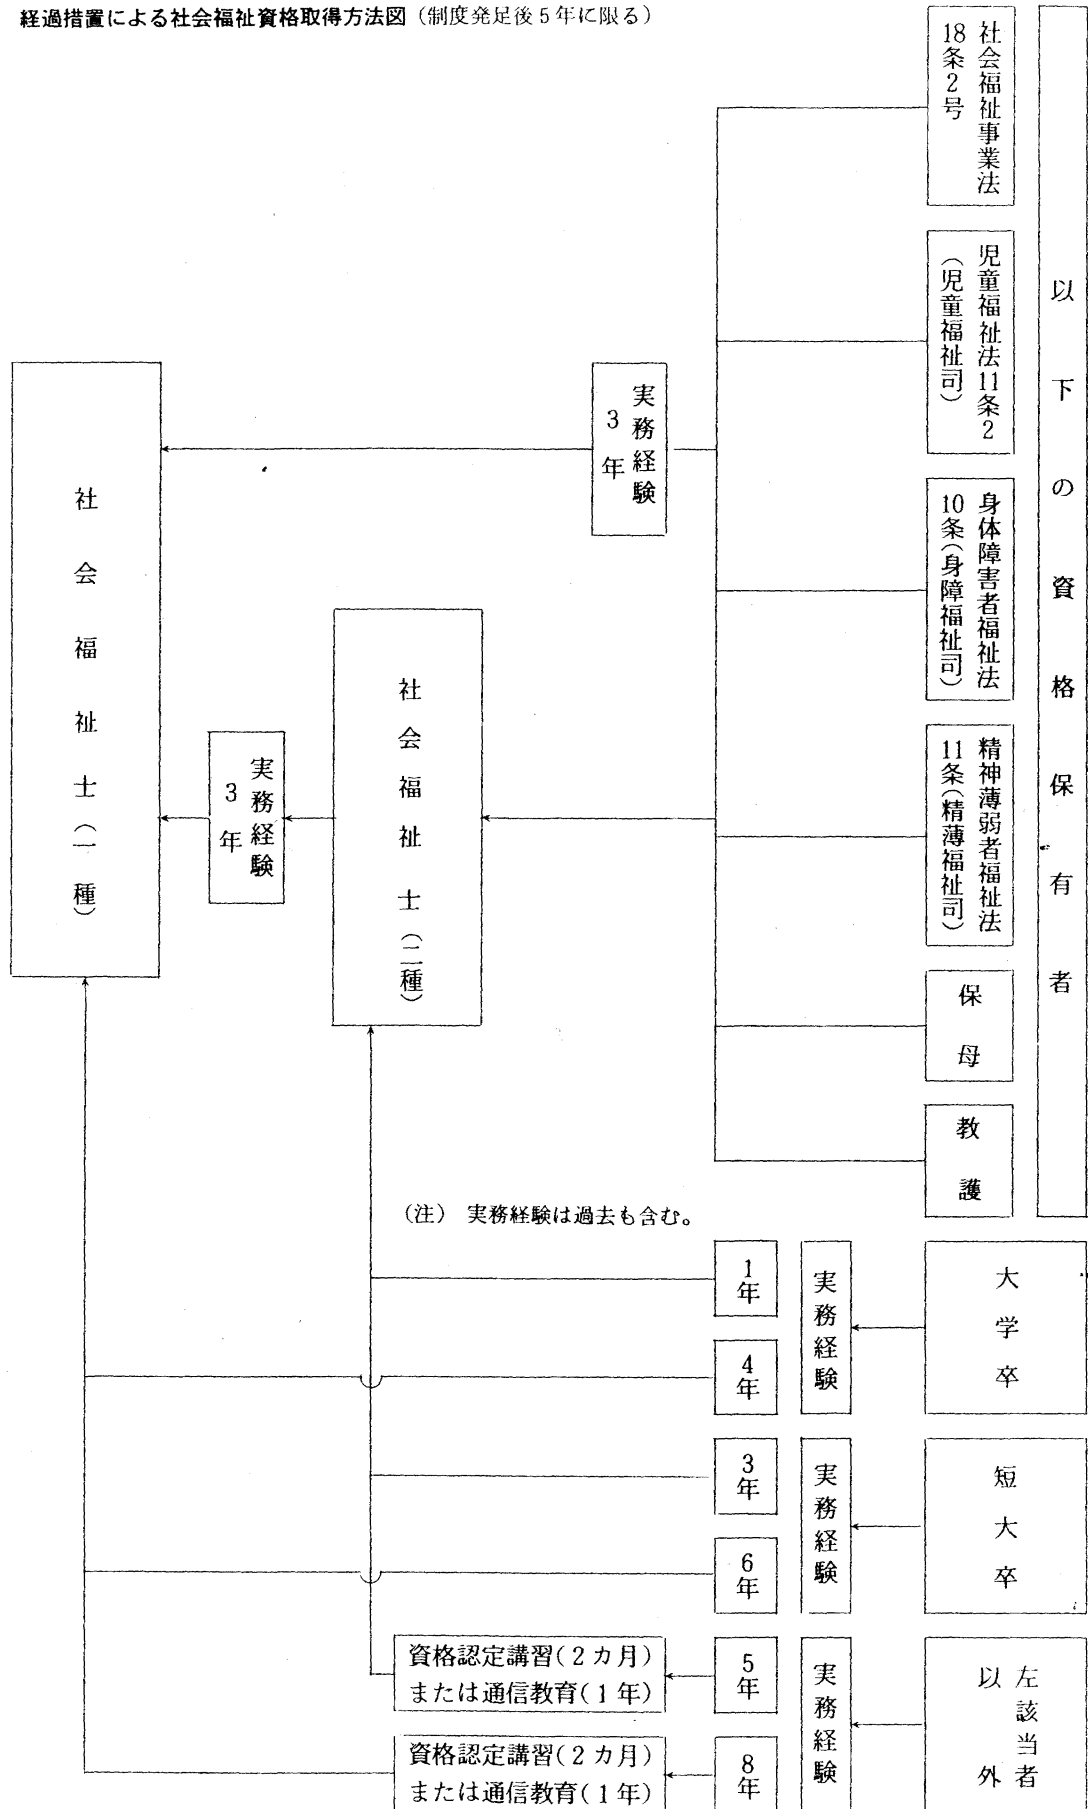 経過措置による社会福祉資格取得方法図（制度発足後5年に限る）
以下の資格保有者
社会福祉事業法
18条2号
児童福祉法11条2
（児童福祉司）
身体障害者福祉法
10条（身障福祉司）
精神薄弱者福祉法
11条（精薄福祉司）
保母
教護
実務経験
3年
社会福祉士（二種）
実務経験
3年
社会福祉士（一種）
（注）　実務経験は過去も含む。
大学卒
実務経験
1年
4年
短大卒
実務経験
3年
6年
左該当者
以外
実務経験
5年
資格認定講習(2カ月)
または通信教育(1年)
8年
資格認定講習(2カ月)
または通信教育(1年)